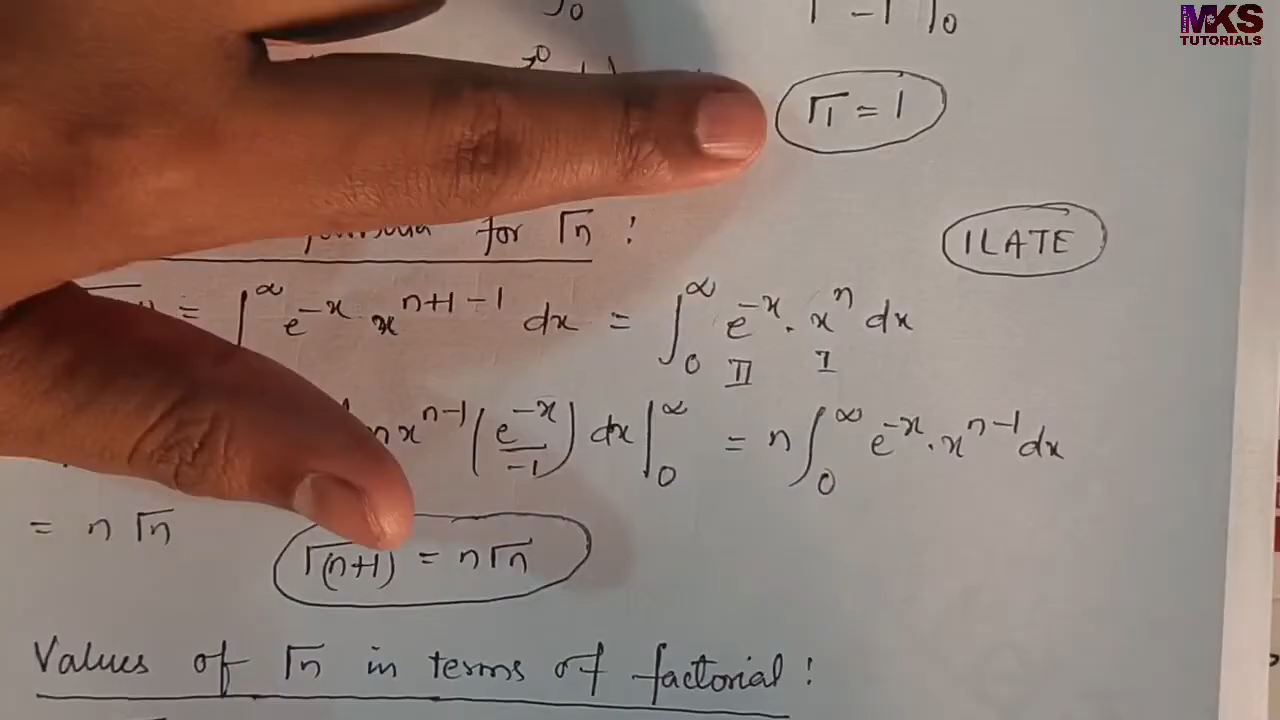 MKS
TUTORIALS
Γ1 = 1
for Γn :
ILATE
= ∫₀^∞ e^{-x} x^{n+1-1} dx = ∫₀^∞ e^{-x} . x^n dx
II I
n x^{n-1} (e^{-x}/-1) dx |₀^∞ = n ∫₀^∞ e^{-x} . x^{n-1} dx
= n Γn
Γ(n+1) = n Γn
Values of Γn in terms of factorial :